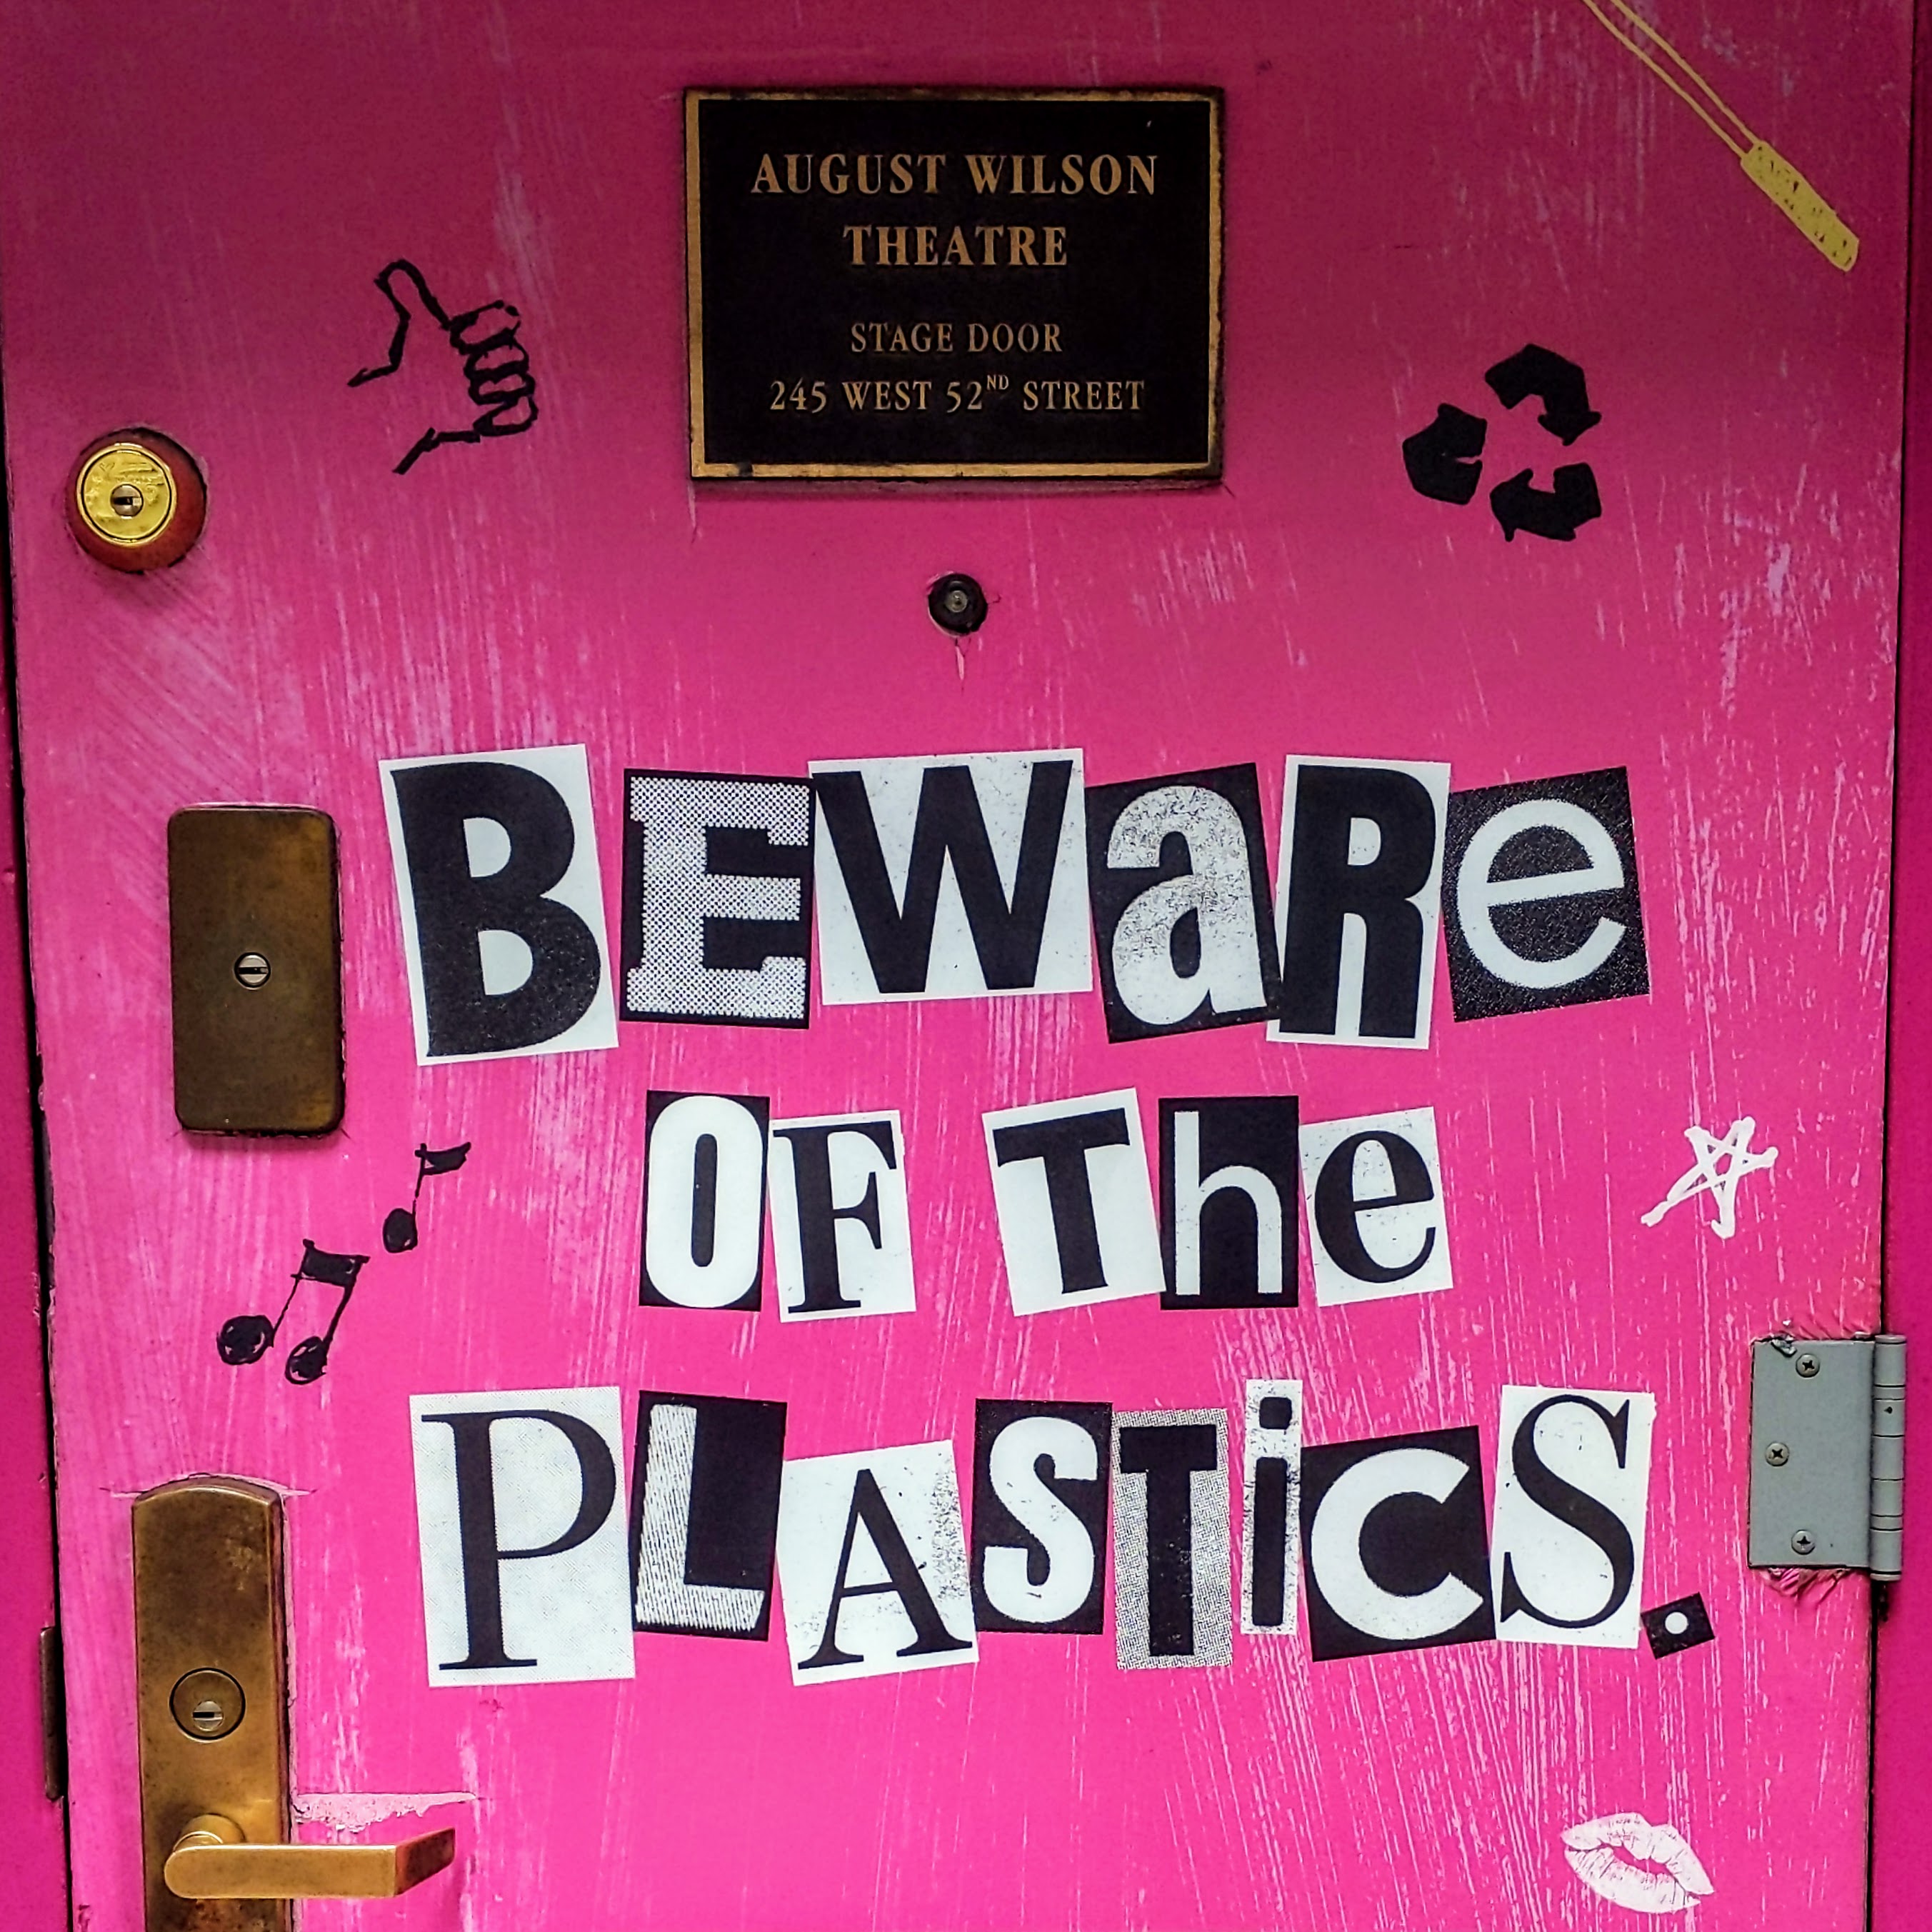 AUGUST WILSON
THEATRE
STAGE DOOR
245 WEST 52ND STREET
BEWaRe
OF The
PLASTiCS.